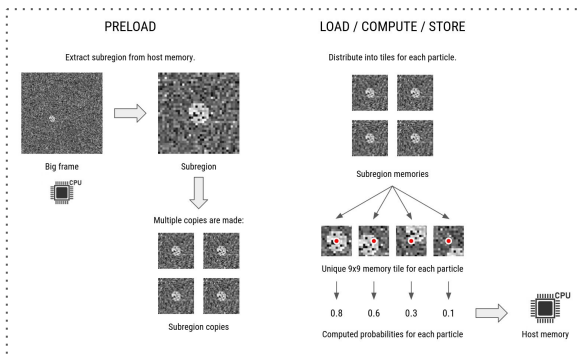 PRELOAD
Extract subregion from host memory.
Big frame
CPU
Subregion
Multiple copies are made:
Subregion copies
LOAD / COMPUTE / STORE
Distribute into tiles for each particle.
Subregion memories
Unique 9x9 memory tile for each particle
0.8 0.6 0.3 0.1
Computed probabilities for each particle
CPU
Host memory